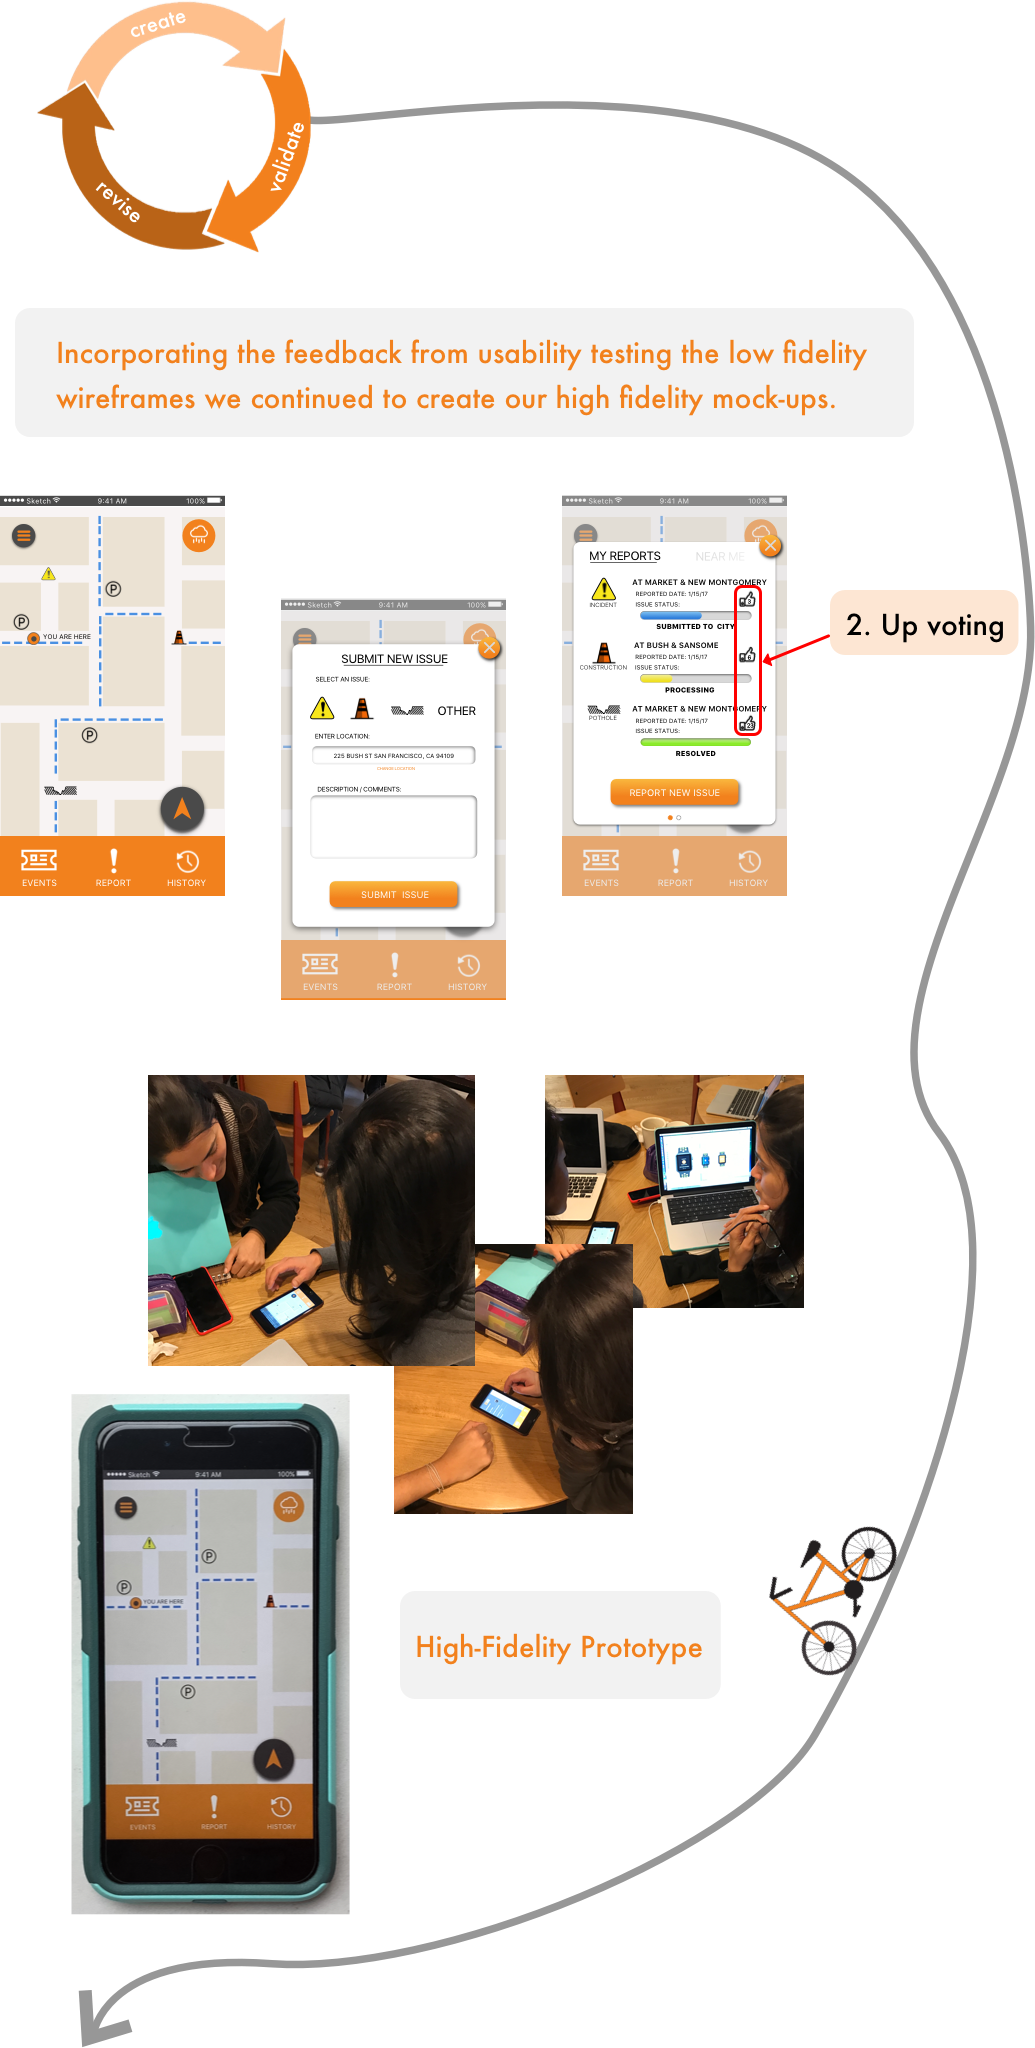 create
validate
revise
Incorporating the feedback from usability testing the low fidelity
wireframes we continued to create our high fidelity mock-ups.
Sketch 9:41 AM 100%
P
P
YOU ARE HERE
P
EVENTS REPORT HISTORY
Sketch 9:41 AM 100%
SUBMIT NEW ISSUE
SELECT AN ISSUE:
OTHER
ENTER LOCATION:
225 BUSH ST SAN FRANCISCO, CA 94109
CHANGE LOCATION
DESCRIPTION / COMMENTS:
SUBMIT ISSUE
EVENTS REPORT HISTORY
Sketch 9:41 AM 100%
MY REPORTS NEAR ME
AT MARKET & NEW MONTGOMERY
REPORTED DATE: 1/15/17
INCIDENT
ISSUE STATUS:
3
SUBMITTED TO CITY
AT BUSH & SANSOME
REPORTED DATE: 1/15/17
6
CONSTRUCTION
ISSUE STATUS:
PROCESSING
AT MARKET & NEW MONTGOMERY
REPORTED DATE: 1/15/17
POTHOLE
23
ISSUE STATUS:
RESOLVED
REPORT NEW ISSUE
EVENTS REPORT HISTORY
2. Up voting
Sketch 9:41 AM 100%
P
P
YOU ARE HERE
P
EVENTS REPORT HISTORY
High-Fidelity Prototype